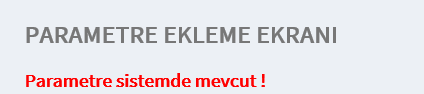 PARAMETRE EKLEME EKRANI
Parametre sistemde mevcut !